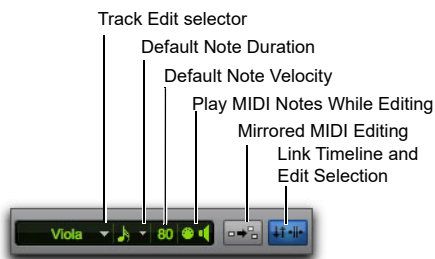 Track Edit selector
Default Note Duration
Default Note Velocity
Play MIDI Notes While Editing
Mirrored MIDI Editing
Link Timeline and
Edit Selection
Viola 80